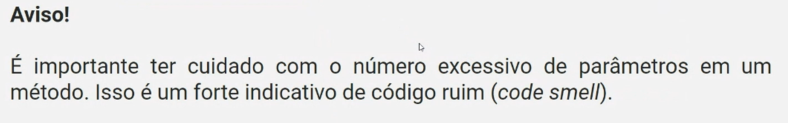 Aviso!
É importante ter cuidado com o número excessivo de parâmetros em um
método. Isso é um forte indicativo de código ruim (code smell).